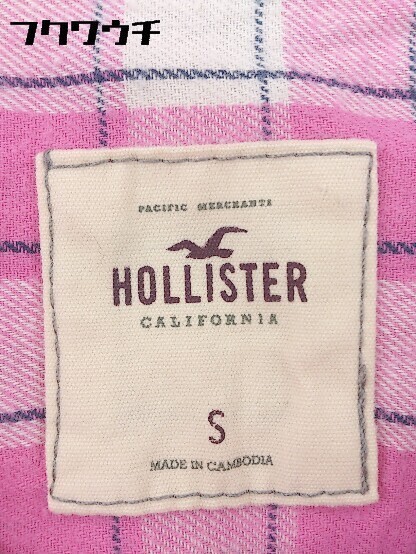 フクワウチ
PACIFIC MERCHANTS
HOLLISTER
CALIFORNIA
S
MADE IN CAMBODIA